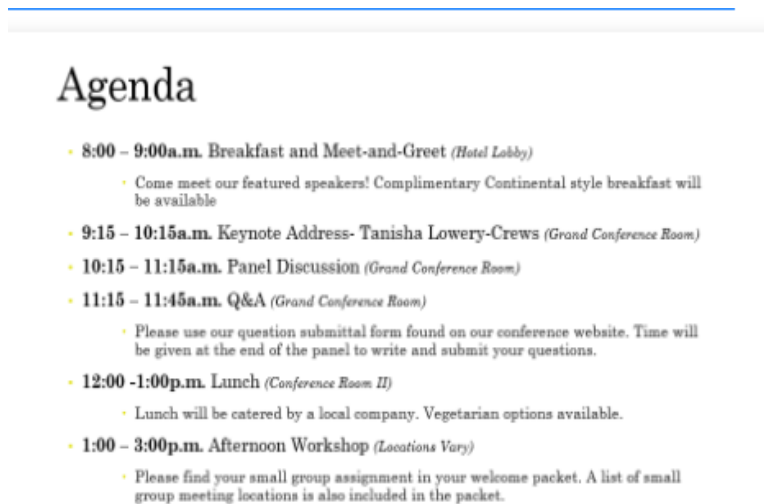 Agenda
8:00 – 9:00a.m. Breakfast and Meet-and-Greet (Hotel Lobby)
Come meet our featured speakers! Complimentary Continental style breakfast will
be available
9:15 – 10:15a.m. Keynote Address- Tanisha Lowery-Crews (Grand Conference Room)
10:15 – 11:15a.m. Panel Discussion (Grand Conference Room)
11:15 – 11:45a.m. Q&A (Grand Conference Room)
Please use our question submittal form found on our conference website. Time will
be given at the end of the panel to write and submit your questions.
12:00 -1:00p.m. Lunch (Conference Room II)
Lunch will be catered by a local company. Vegetarian options available.
1:00 – 3:00p.m. Afternoon Workshop (Locations Vary)
Please find your small group assignment in your welcome packet. A list of small
group meeting locations is also included in the packet.